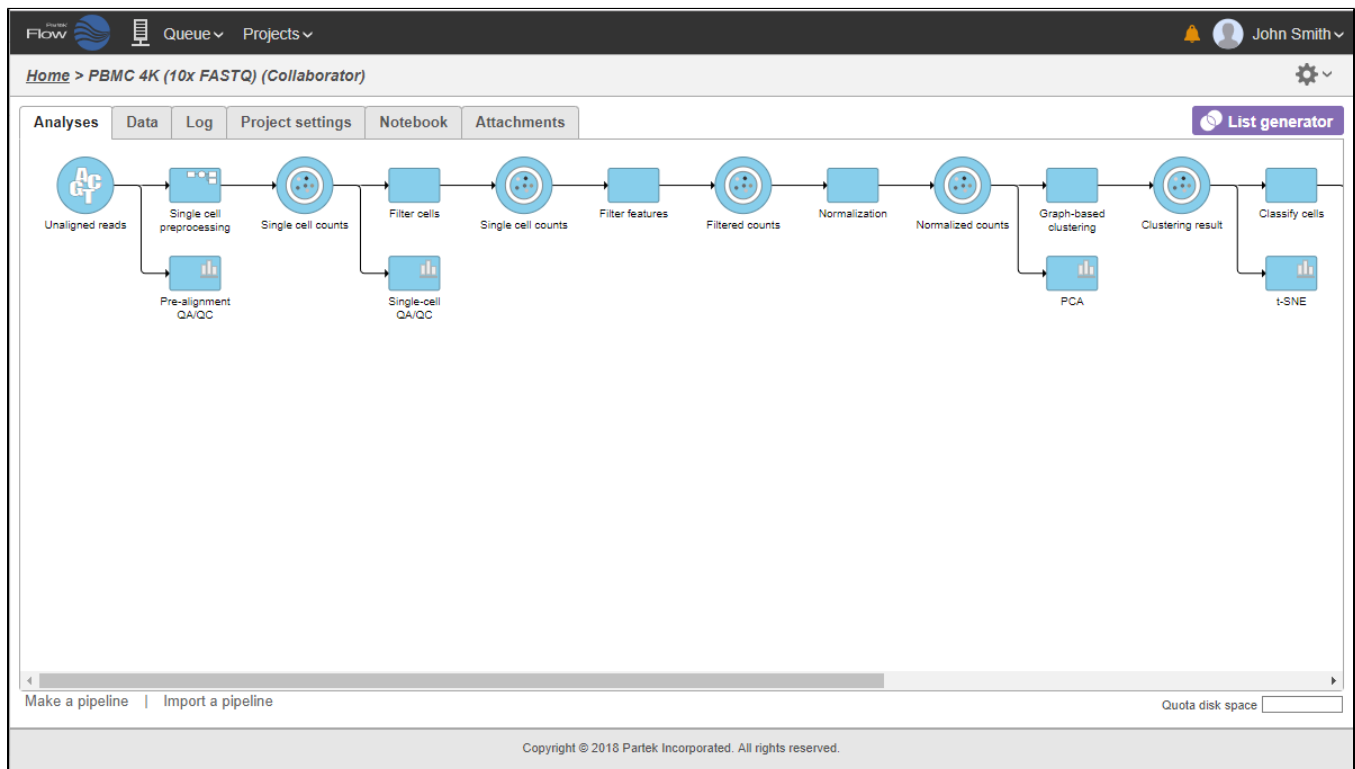 Partek
Flow
Queue Projects
John Smith
Home > PBMC 4K (10x FASTQ) (Collaborator)
Analyses Data Log Project settings Notebook Attachments
List generator
ACGT
Unaligned reads
Single cell
preprocessing
Single cell counts
Filter cells
Single cell counts
Filter features
Filtered counts
Normalization
Normalized counts
Graph-based
clustering
Clustering result
Classify cells
Pre-alignment
QA/QC
Single-cell
QA/QC
PCA
t-SNE
Make a pipeline | Import a pipeline
Quota disk space
Copyright © 2018 Partek Incorporated. All rights reserved.